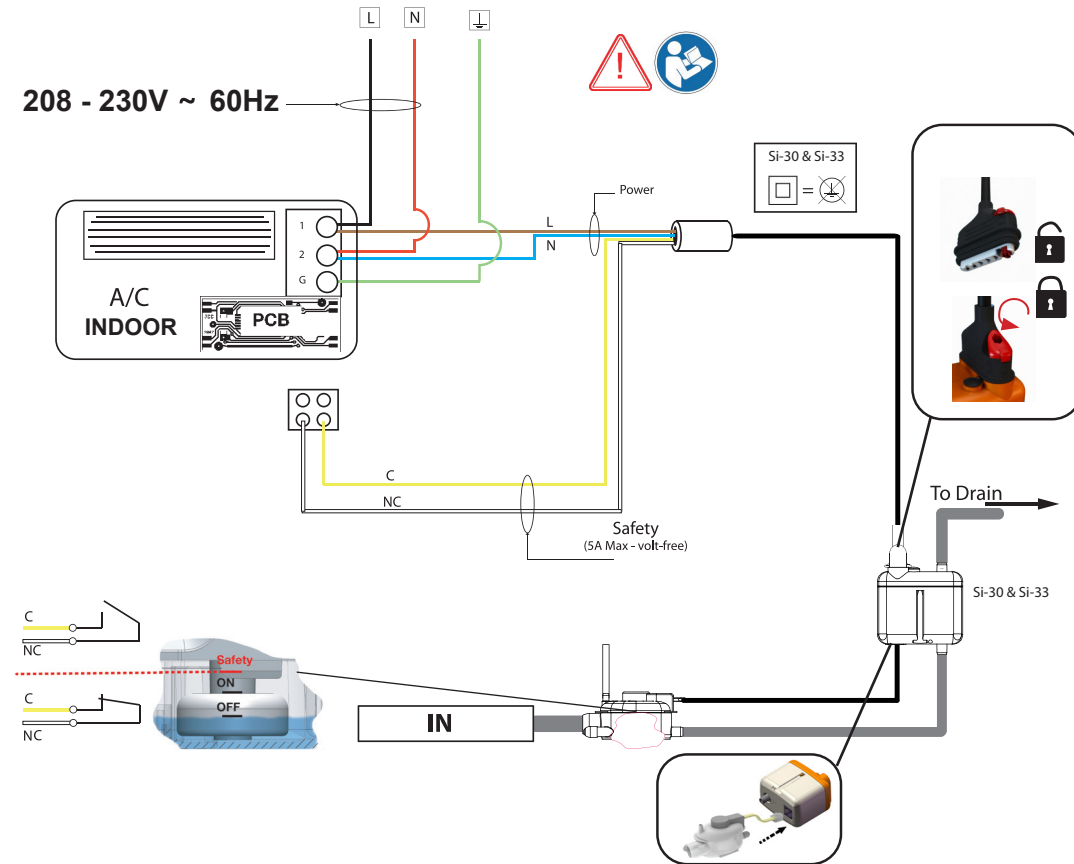 L N
208 - 230V ~ 60Hz
Si-30 & Si-33
=
Power
1
L
N
2
G
A/C
INDOOR
PCB
C
NC
Safety
(5A Max - volt-free)
To Drain
Si-30 & Si-33
C
NC
Safety
ON
OFF
C
NC
IN